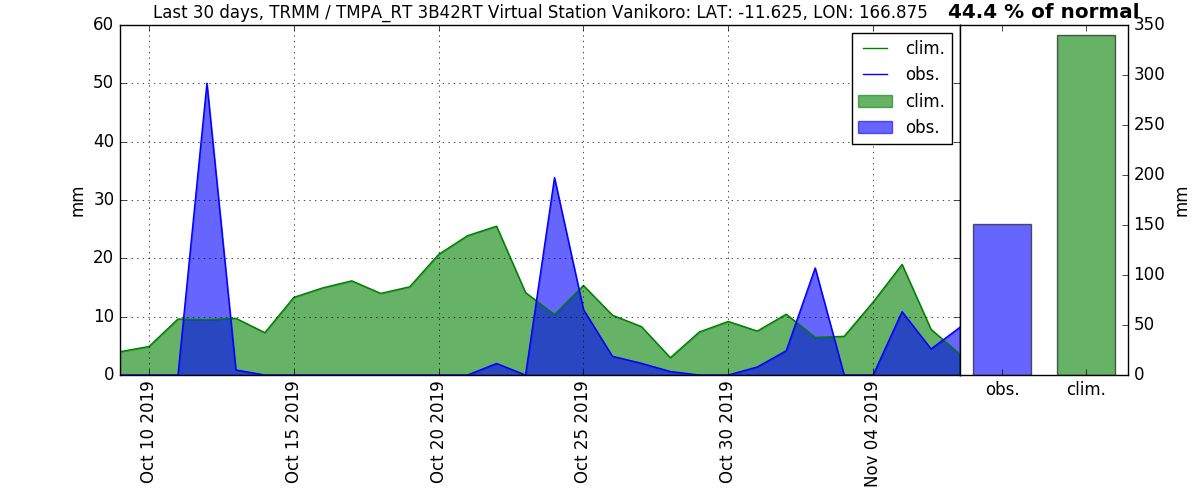 Last 30 days, TRMM / TMPA_RT 3B42RT Virtual Station Vanikoro: LAT: -11.625, LON: 166.875
44.4 % of normal
60
50
40
30
20
10
0
mm
clim.
obs.
clim.
obs.
Oct 10 2019
Oct 15 2019
Oct 20 2019
Oct 25 2019
Oct 30 2019
Nov 04 2019
350
300
250
200
150
100
50
0
mm
obs.
clim.